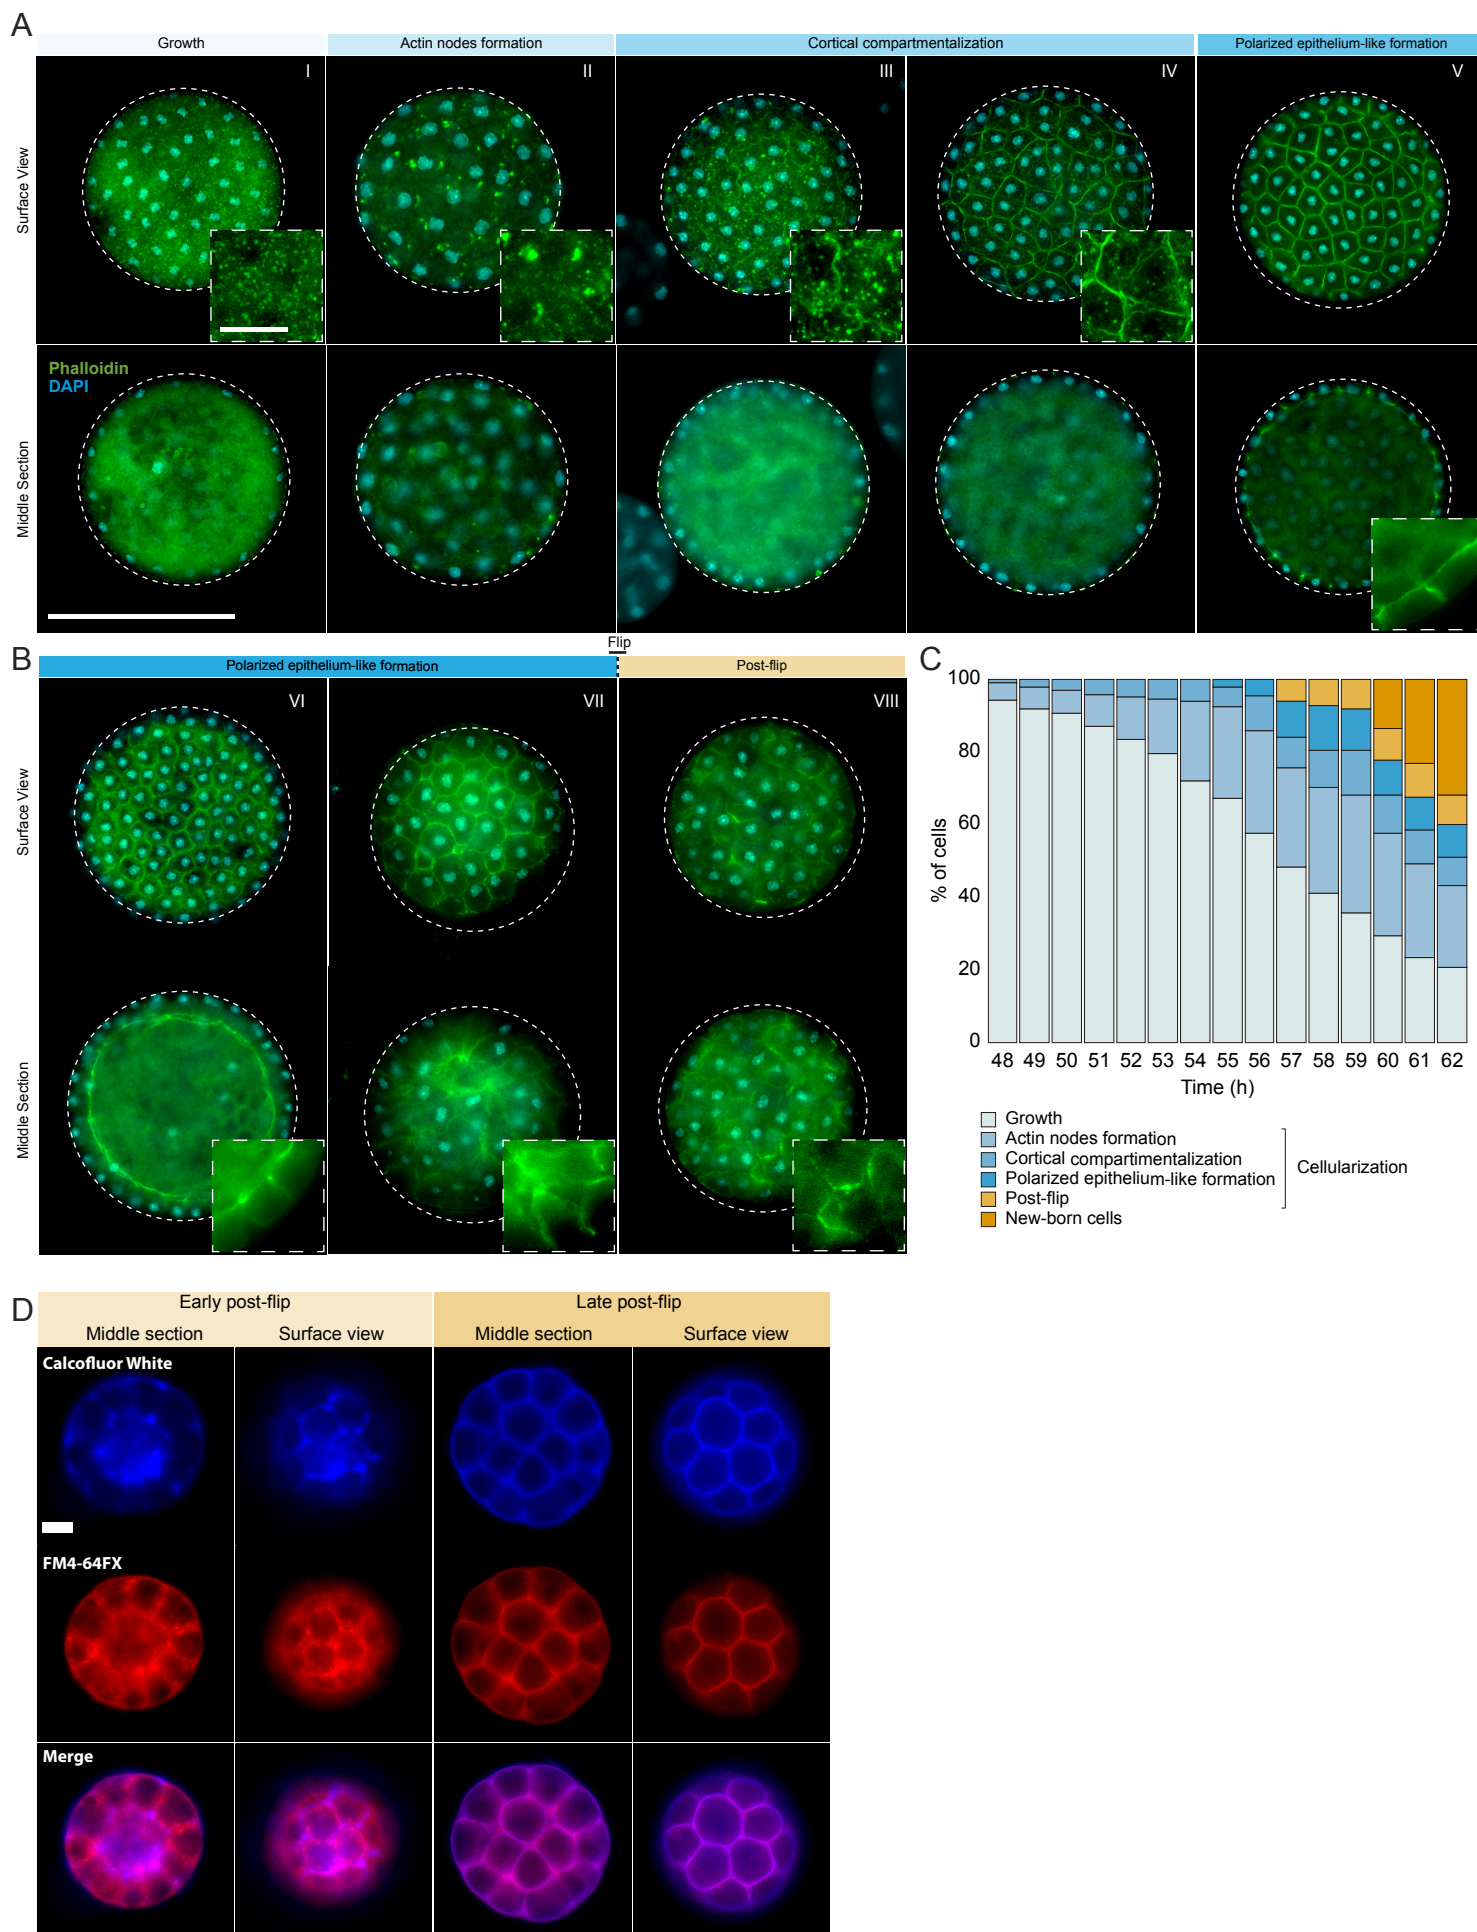 A
Growth
Actin nodes formation
Cortical compartmentalization
Polarized epithelium-like formation
Surface View
I
II
III
IV
V
Middle Section
Phalloidin
DAPI
B
Flip
Polarized epithelium-like formation
Post-flip
Surface View
VI
VII
VIII
Middle Section
C
% of cells
100
80
60
40
20
0
48 49 50 51 52 53 54 55 56 57 58 59 60 61 62
Time (h)
Growth
Actin nodes formation
Cortical compartimentalization
Polarized epithelium-like formation
Post-flip
New-born cells
Cellularization
D
Early post-flip
Late post-flip
Middle section
Surface view
Middle section
Surface view
Calcofluor White
FM4-64FX
Merge